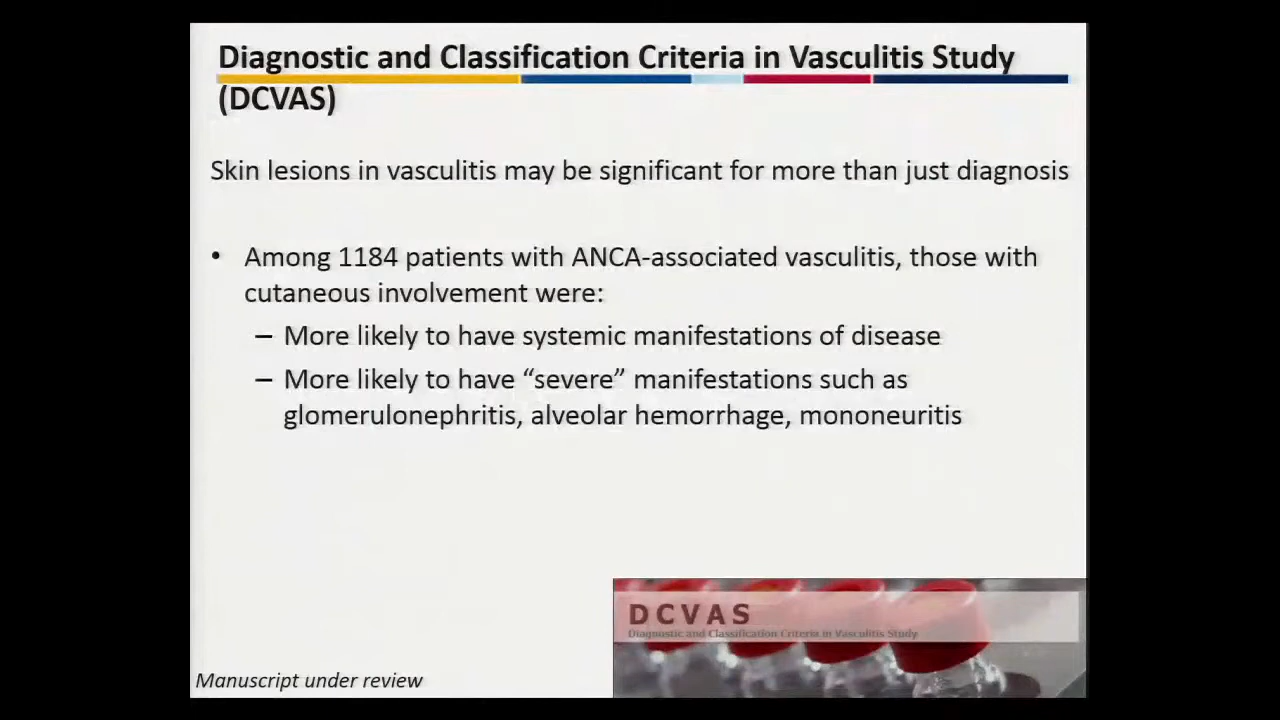 Diagnostic and Classification Criteria in Vasculitis Study
(DCVAS)
Skin lesions in vasculitis may be significant for more than just diagnosis
• Among 1184 patients with ANCA-associated vasculitis, those with
cutaneous involvement were:
– More likely to have systemic manifestations of disease
– More likely to have “severe” manifestations such as
glomerulonephritis, alveolar hemorrhage, mononeuritis
DCVAS
Diagnostic and Classification Criteria in Vasculitis Study
Manuscript under review